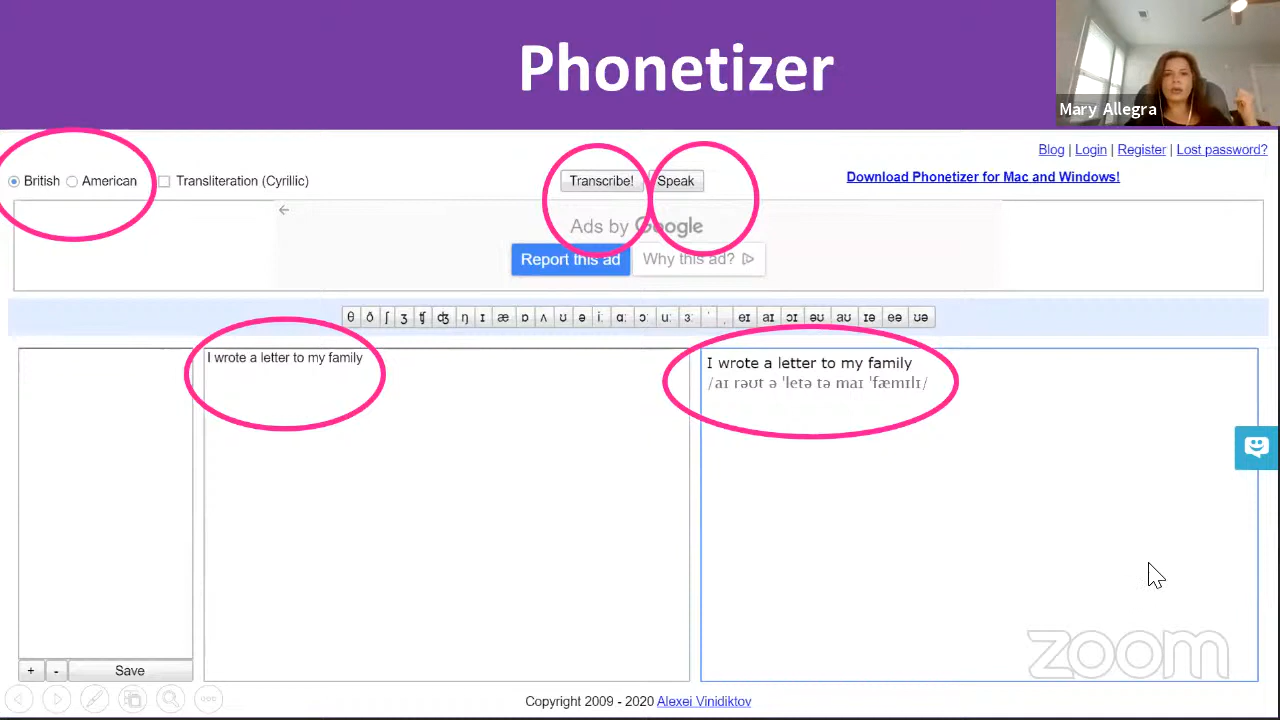 Phonetizer
Mary Allegra
Blog | Login | Register | Lost password?
British American Transliteration (Cyrillic) Transcribe! Speak Download Phonetizer for Mac and Windows!
Ads by Google
Report this ad Why this ad?
θ ð ʃ ʒ ʧ ʤ ŋ ɪ æ ɒ ʌ ʊ ə iː ɑː ɔː uː ɜː ˈ ˌ eɪ aɪ ɔɪ əʊ aʊ ɪə eə ʊə
I wrote a letter to my family
I wrote a letter to my family
/aɪ rəʊt ə ˈletə tə maɪ ˈfæmɪlɪ/
+ - Save
zoom
Copyright 2009 - 2020 Alexei Vinidiktov